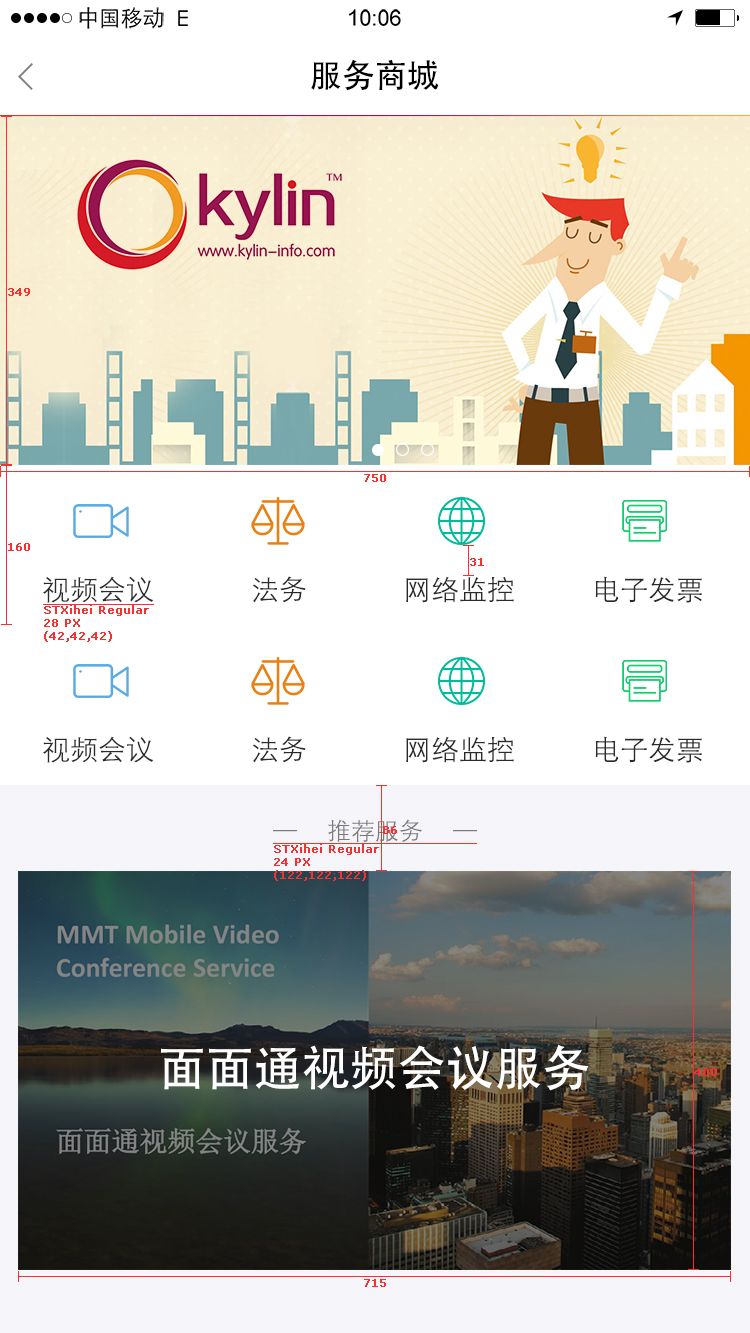 中国移动 E
10:06
服务商城
kylin™
www.kylin-info.com
349
750
160
31
视频会议
法务
网络监控
电子发票
STXihei Regular
28 PX
(42,42,42)
视频会议
法务
网络监控
电子发票
86
推荐服务
STXihei Regular
24 PX
(122,122,122)
MMT Mobile Video
Conference Service
面面通视频会议服务
400
面面通视频会议服务
715